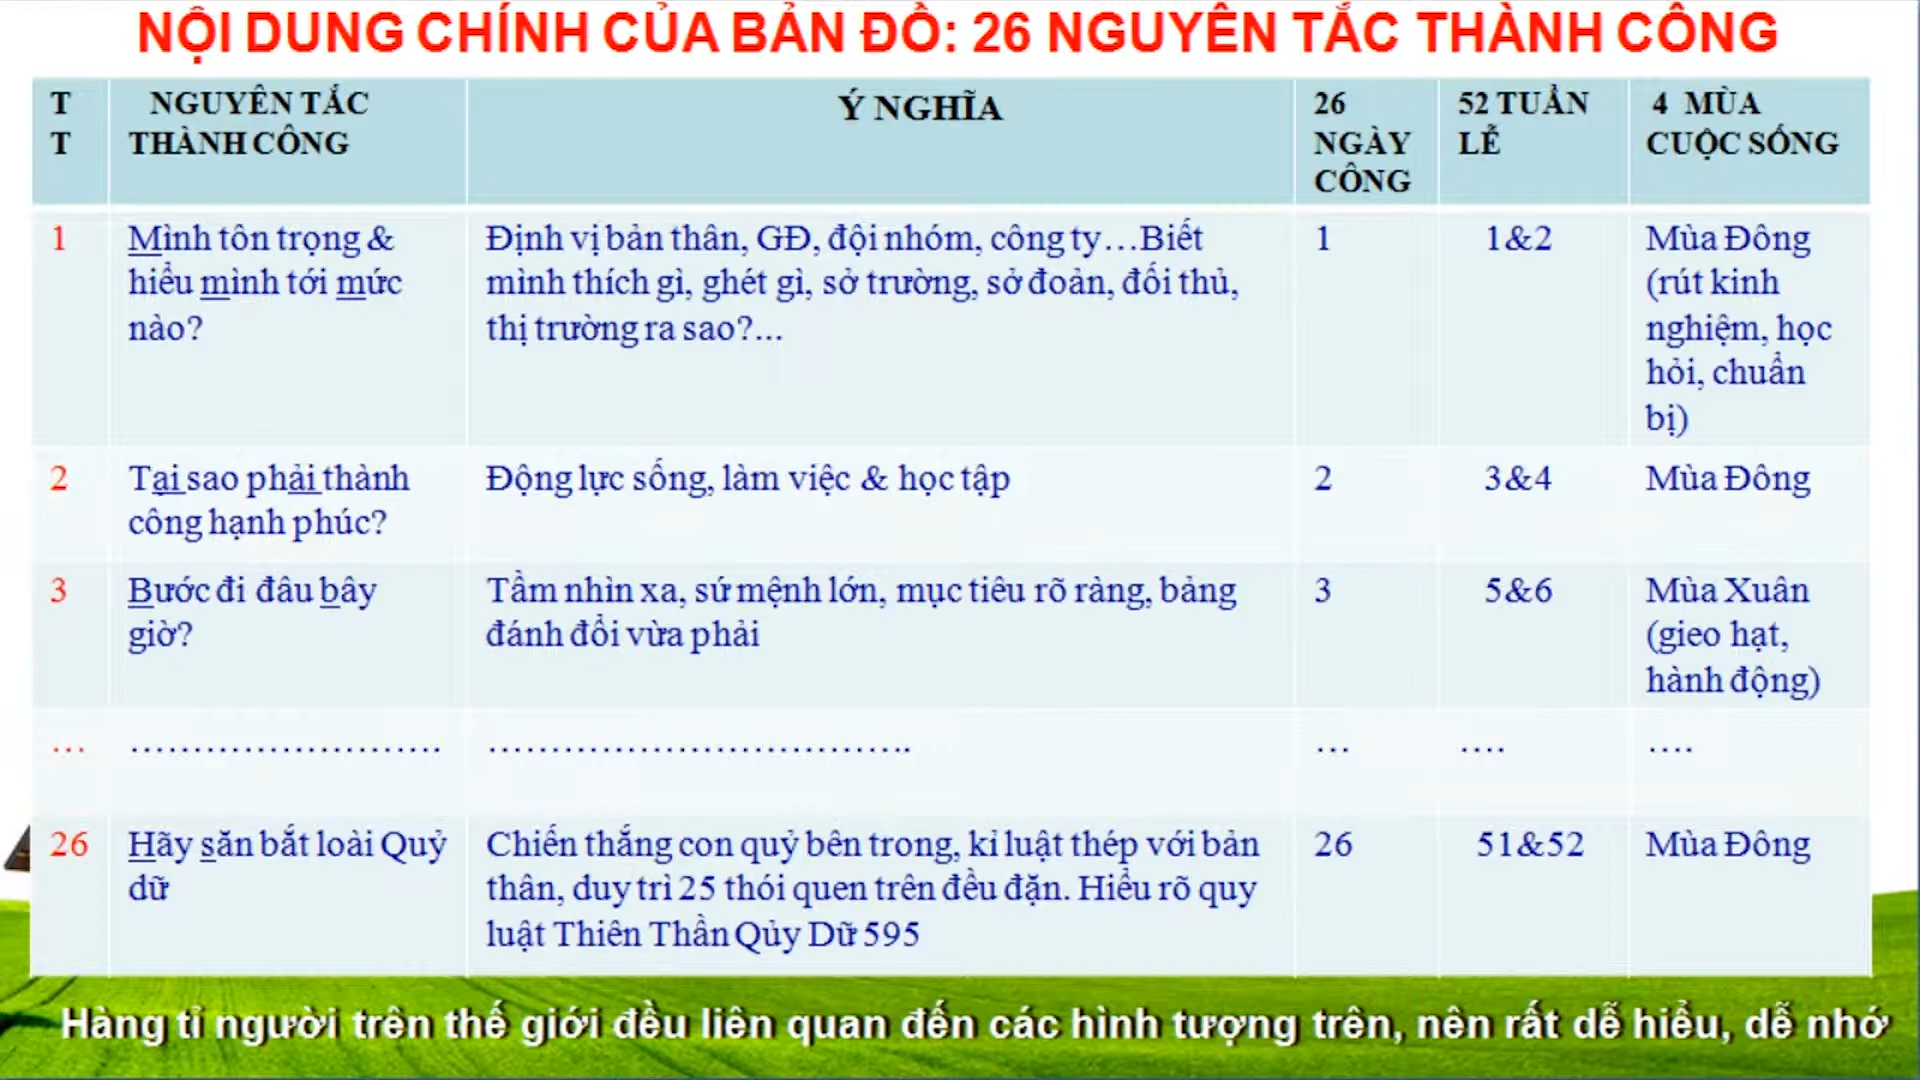 NỘI DUNG CHÍNH CỦA BẢN ĐỒ: 26 NGUYÊN TẮC THÀNH CÔNG
T
T
NGUYÊN TẮC
THÀNH CÔNG
Ý NGHĨA
26
NGÀY
CÔNG
52 TUẦN
LỄ
4 MÙA
CUỘC SỐNG
1
Mình tôn trọng &
hiểu mình tới mức
nào?
Định vị bản thân, GĐ, đội nhóm, công ty…Biết
mình thích gì, ghét gì, sở trường, sở đoản, đối thủ,
thị trường ra sao?...
1
1&2
Mùa Đông
(rút kinh
nghiệm, học
hỏi, chuẩn
bị)
2
Tại sao phải thành
công hạnh phúc?
Động lực sống, làm việc & học tập
2
3&4
Mùa Đông
3
Bước đi đâu bây
giờ?
Tầm nhìn xa, sứ mệnh lớn, mục tiêu rõ ràng, bảng
đánh đổi vừa phải
3
5&6
Mùa Xuân
(gieo hạt,
hành động)
…
…………………….
…………………………….
…
….
….
26
Hãy săn bắt loài Quỷ
dữ
Chiến thắng con quỷ bên trong, kỉ luật thép với bản
thân, duy trì 25 thói quen trên đều đặn. Hiểu rõ quy
luật Thiên Thần Qủy Dữ 595
26
51&52
Mùa Đông
Hàng tỉ người trên thế giới đều liên quan đến các hình tượng trên, nên rất dễ hiểu, dễ nhớ